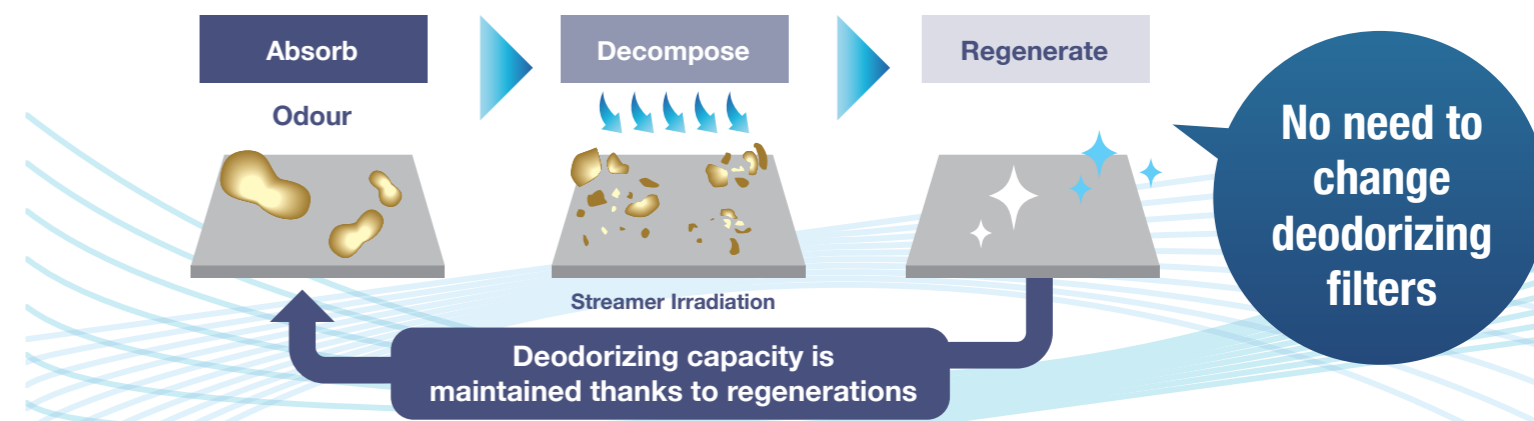 Absorb
Decompose
Regenerate
Odour
Streamer Irradiation
Deodorizing capacity is
maintained thanks to regenerations
No need to
change
deodorizing
filters